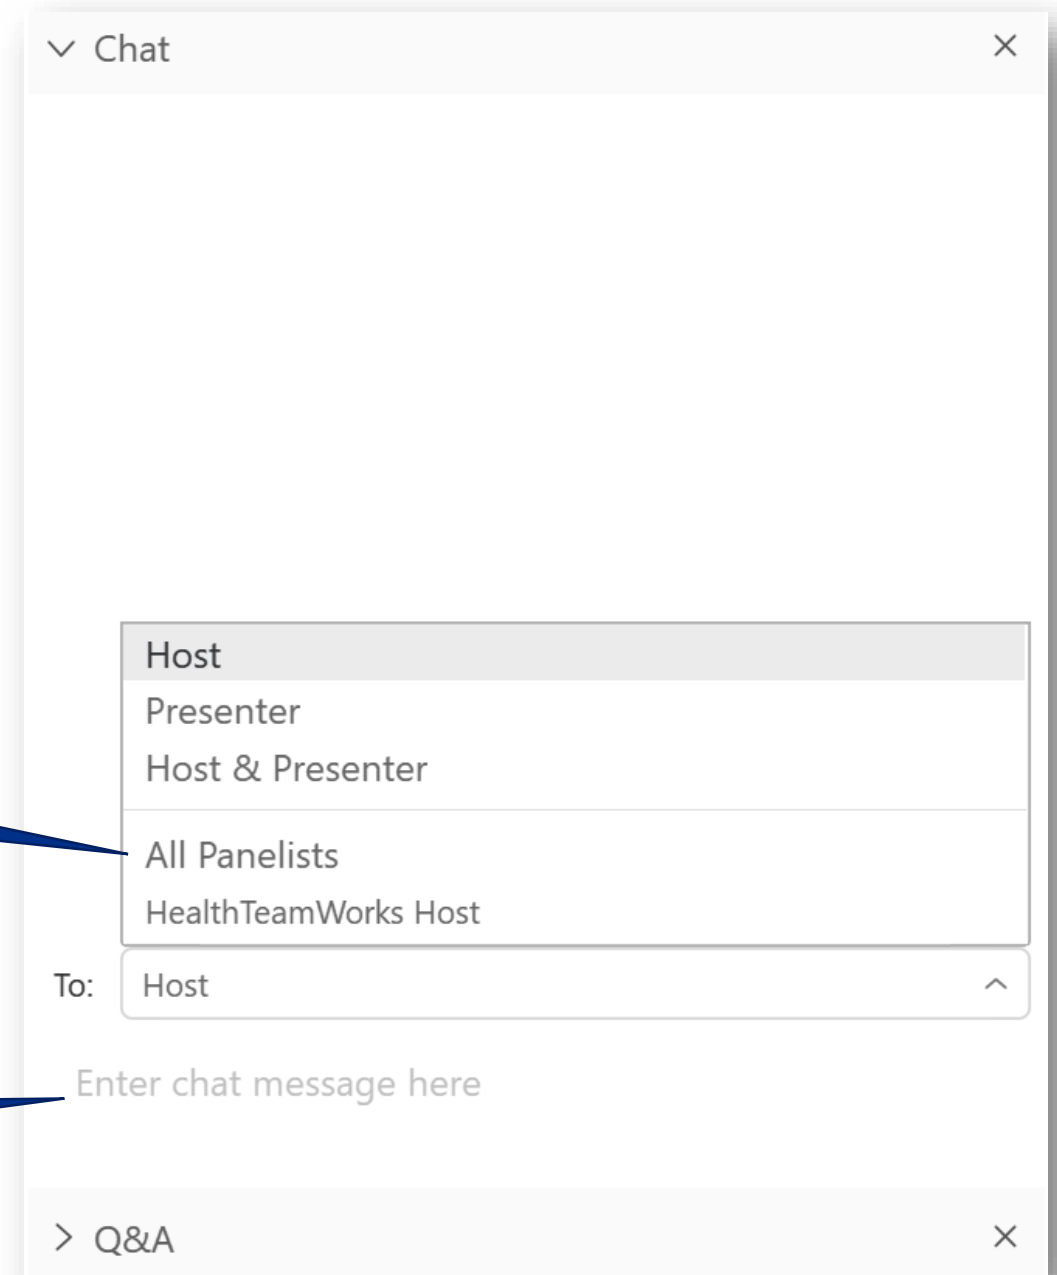 Chat
Host
Presenter
Host & Presenter
All Panelists
HealthTeamWorks Host
To: Host
Enter chat message here
Q&A